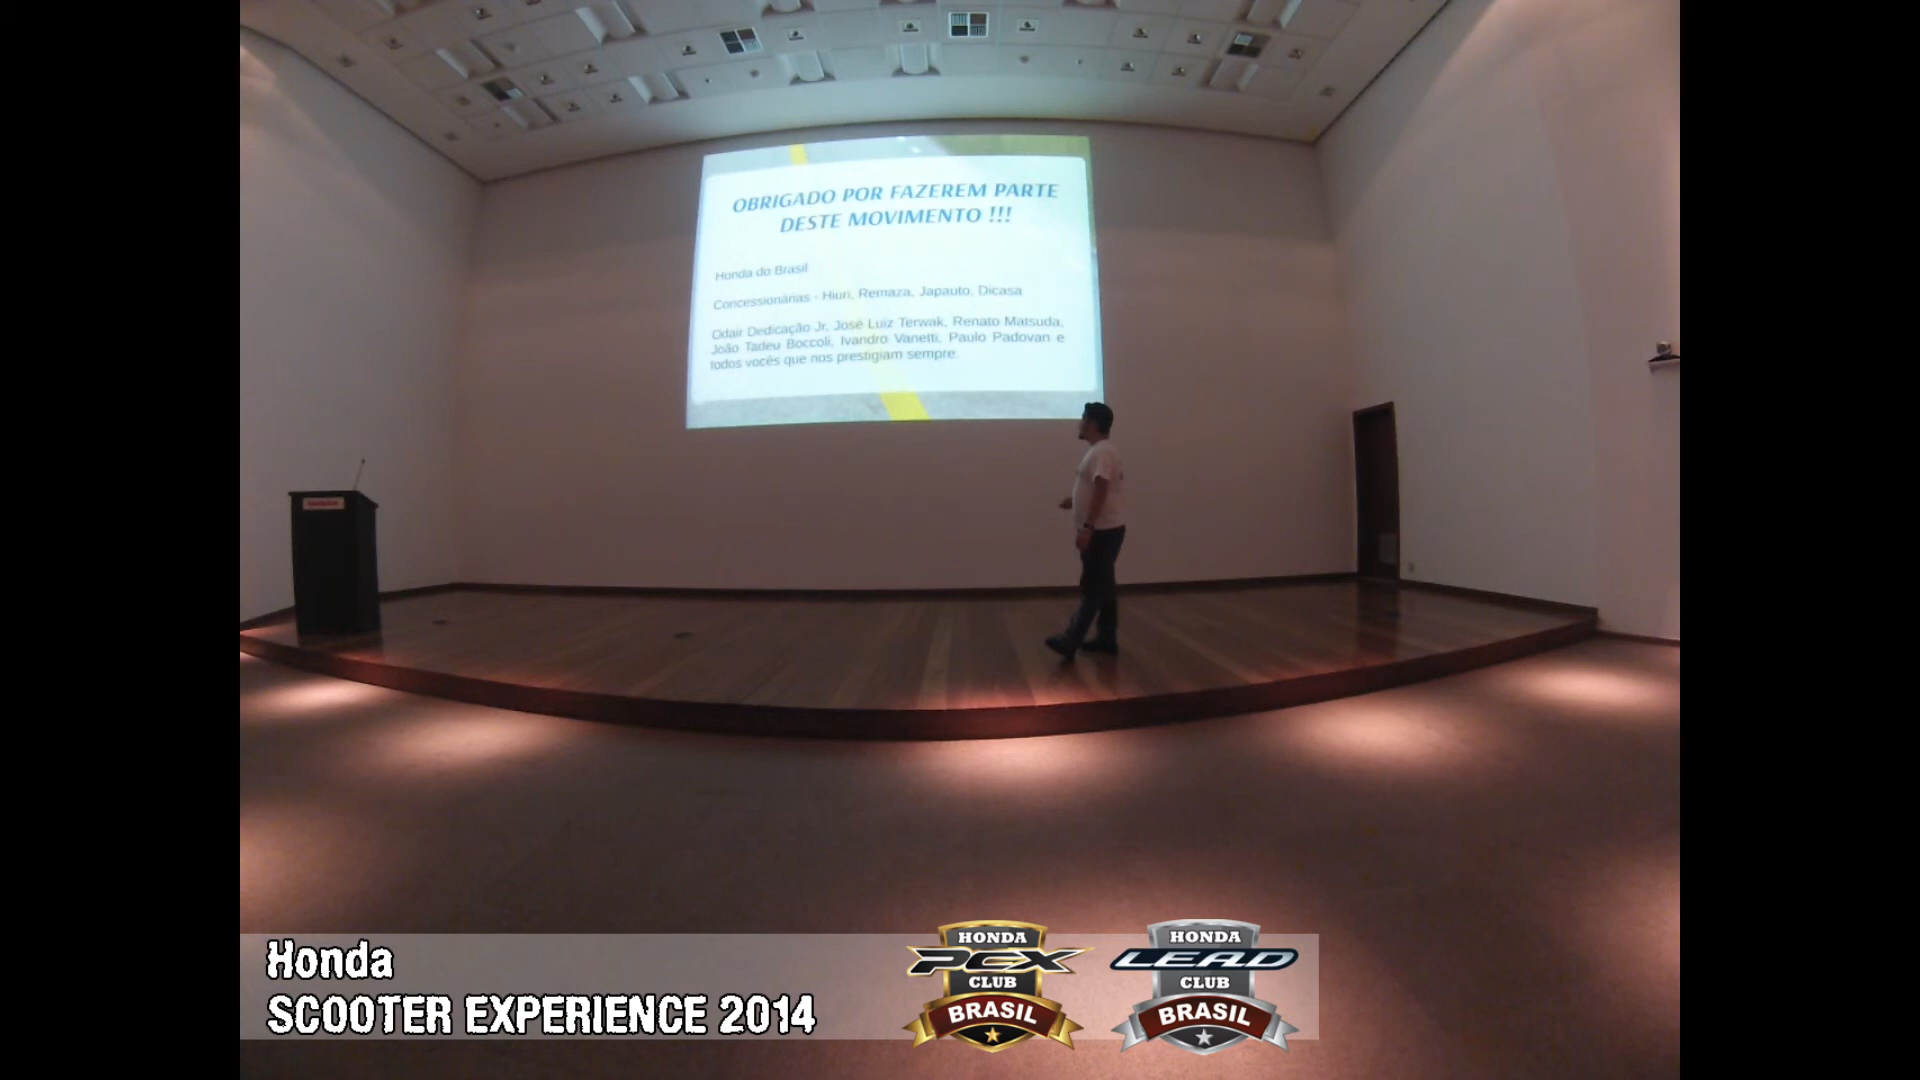 OBRIGADO POR FAZEREM PARTE
DESTE MOVIMENTO !!!
Honda do Brasil
Concessionárias - Hiuri, Remaza, Japauto, Dicasa
Odair Dedicação Jr, José Luiz Terwak, Renato Matsuda,
João Tadeu Boccoli, Ivandro Vanetti, Paulo Padovan e
todos vocês que nos prestigiam sempre.
Honda
SCOOTER EXPERIENCE 2014
HONDA
PCX
CLUB
BRASIL
HONDA
LEAD
CLUB
BRASIL